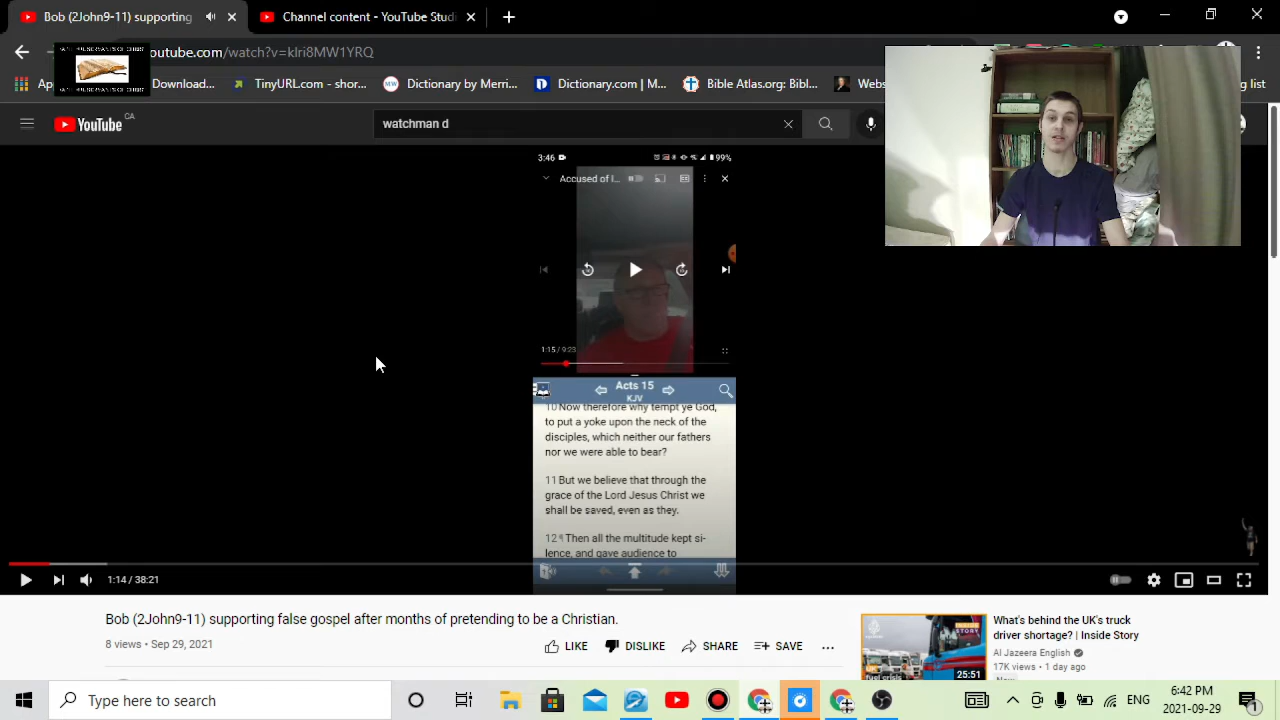 Bob (2John9-11) supporting
Channel content - YouTube Studi
outube.com/watch?v=klri8MW1YRQ
Ap
Download...
TinyURL.com - shor...
Dictionary by Merr...
Dictionary.com | M...
Bible Atlas.org: Bi...
Webs
g list
YouTube CA
watchman d
3:46
99%
Accused of I...
1:15 / 9:23
Acts 15
KJV
10 Now therefore why tempt ye God,
to put a yoke upon the neck of the
disciples, which neither our fathers
nor we were able to bear?
11 But we believe that through the
grace of the Lord Jesus Christ we
shall be saved, even as they.
12 ¶ Then all the multitude kept si-
lence, and gave audience to
1:14 / 38:21
Bob (2John9-11) supporting false gospel after months of pretending to be a Christian.
8 views • Sep 29, 2021
LIKE
DISLIKE
SHARE
SAVE
What's behind the UK's truck
driver shortage? | Inside Story
Al Jazeera English
17K views • 1 day ago
25:51
Type here to search
ENG
6:42 PM
2021-09-29
1